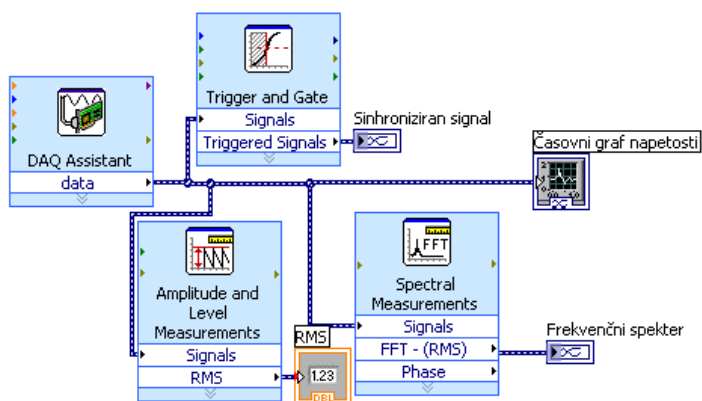 Trigger and Gate
Signals
Triggered Signals
Sinhroniziran signal
DAQ Assistant
data
Časovni graf napetosti
Amplitude and
Level
Measurements
Signals
RMS
RMS
1.23
DBL
FFT
Spectral
Measurements
Signals
FFT - (RMS)
Phase
Frekvenčni spekter